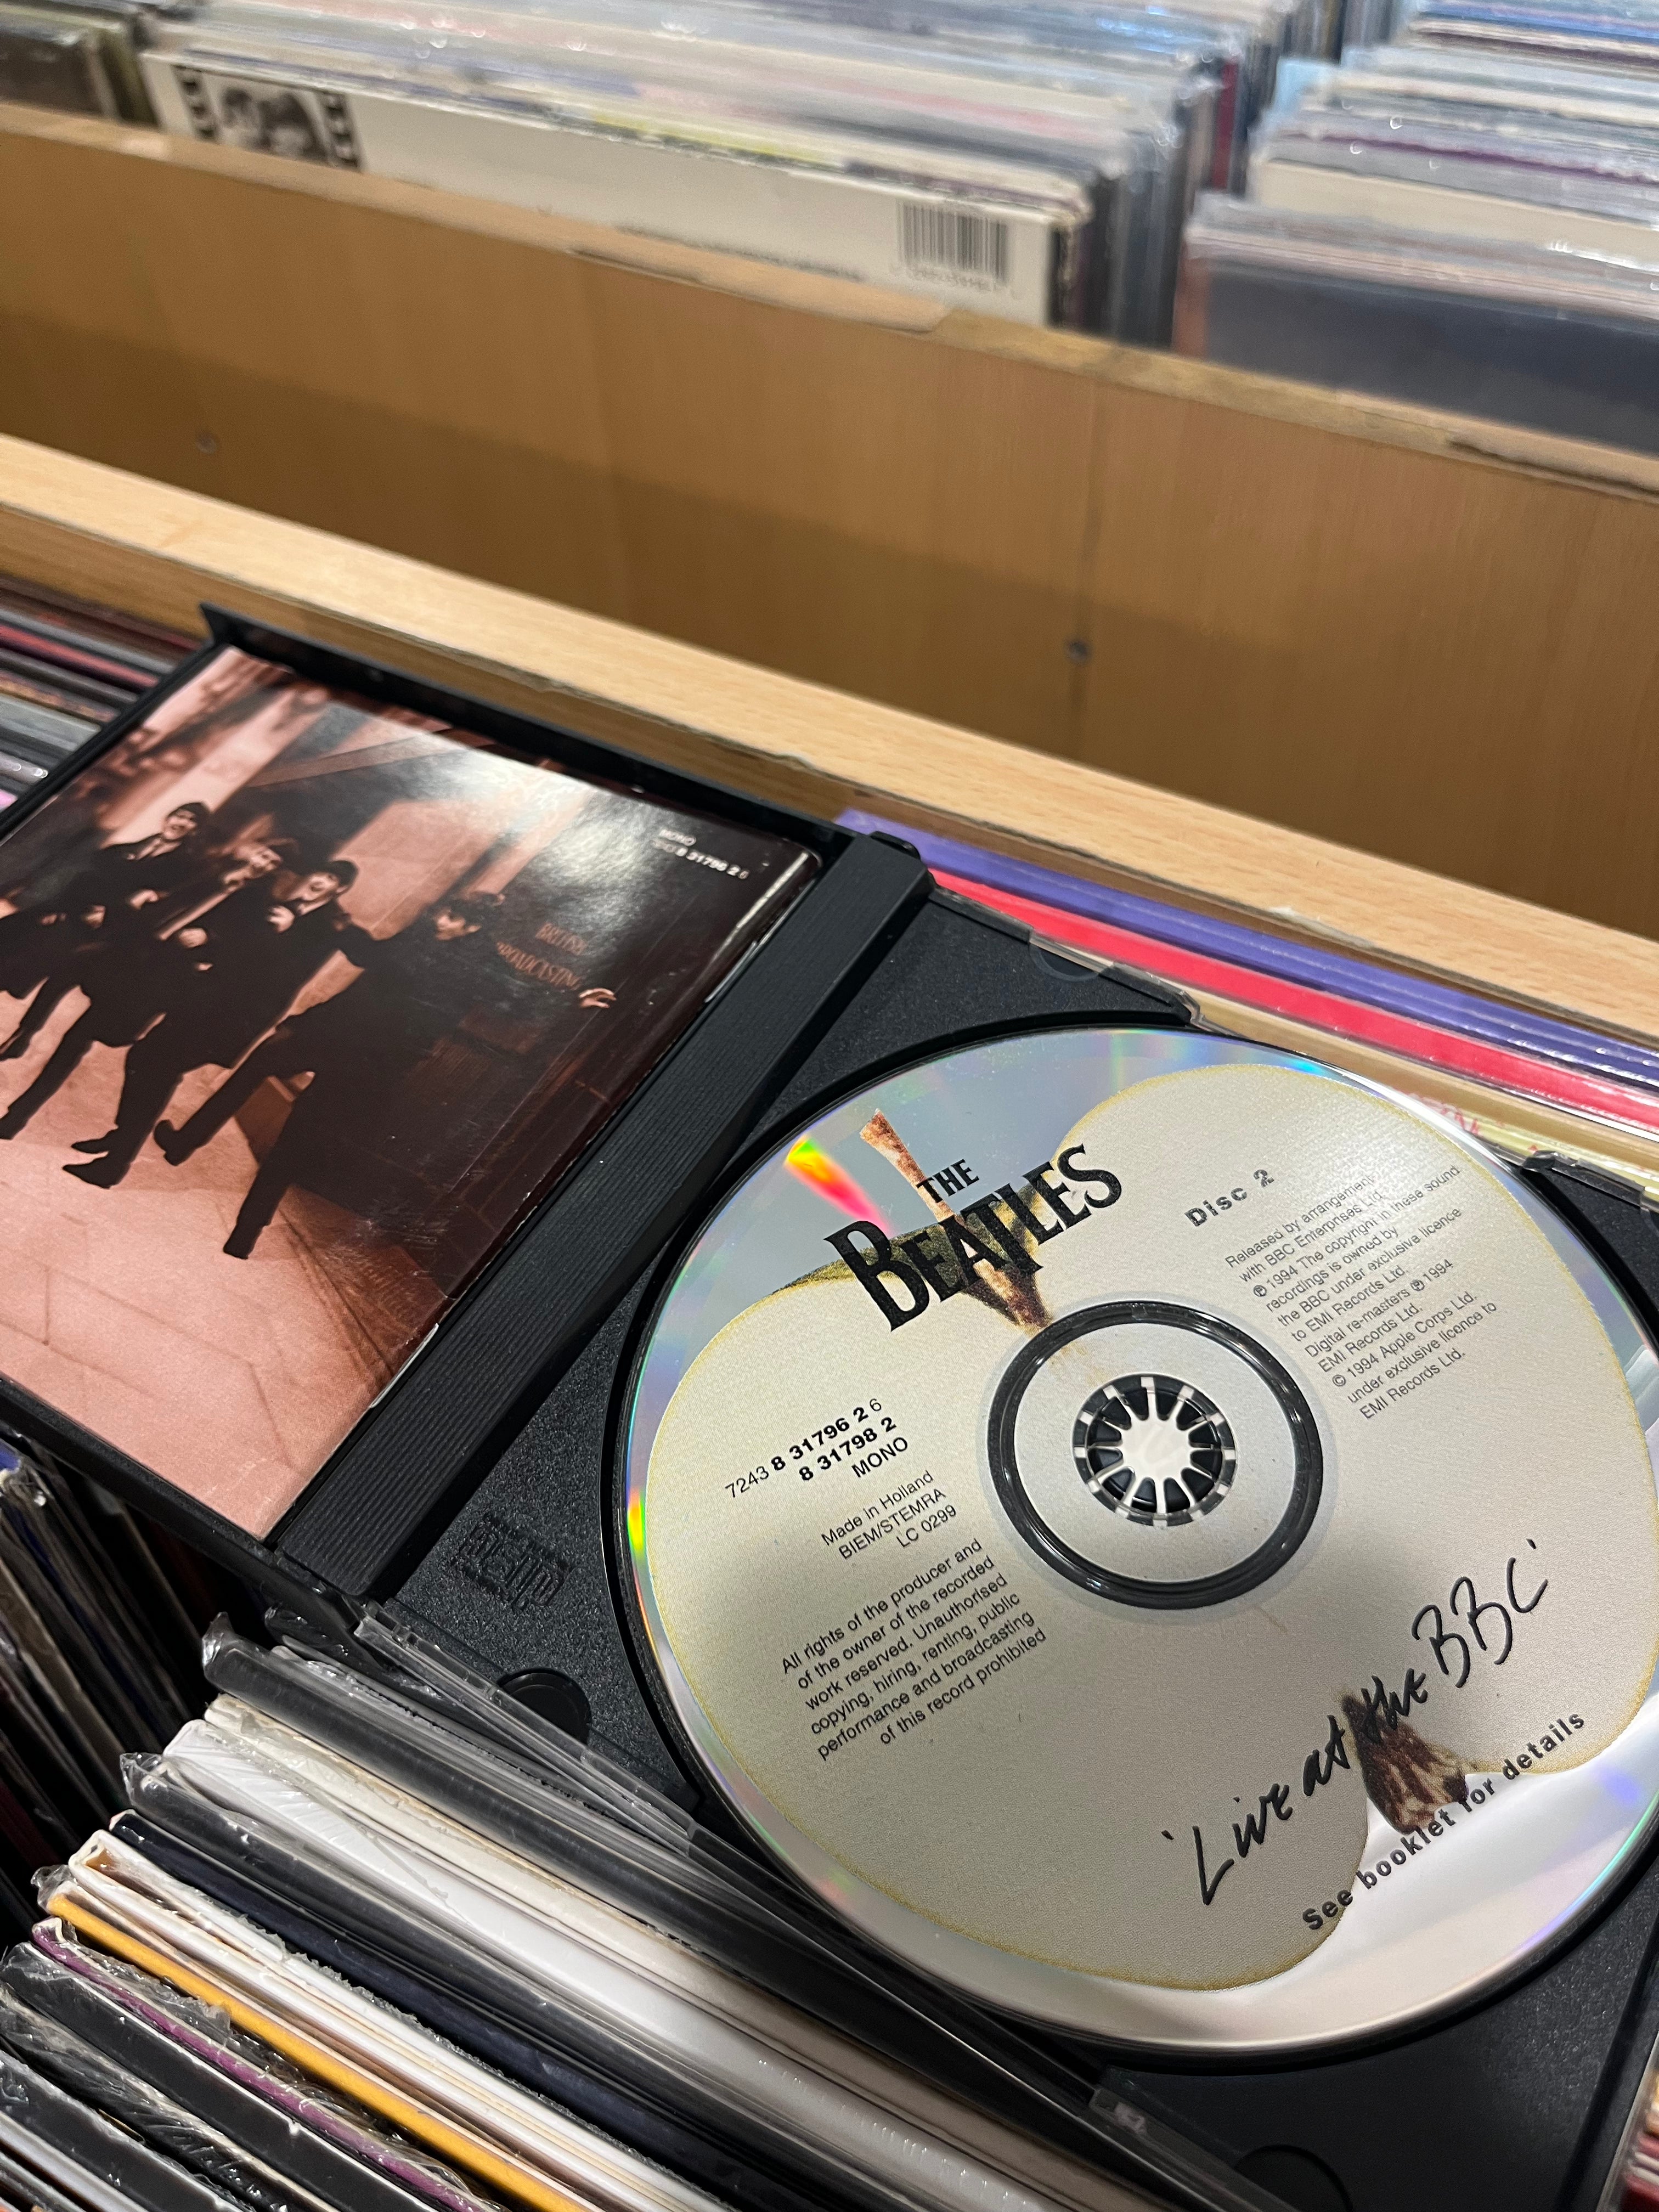 MONO
8 31796 2 6
BRITISH
BROADCASTING
THE
BEATLES
Disc 2
Released by arrangement
with BBC Enterprises Ltd.
℗ 1994 The copyright in these sound
recordings is owned by
the BBC under exclusive licence
to EMI Records Ltd.
Digital re-masters ℗ 1994
EMI Records Ltd.
© 1994 Apple Corps Ltd.
under exclusive licence to
EMI Records Ltd.
7243 8 31796 2 6
8 31798 2
MONO
Made in Holland
BIEM/STEMRA
LC 0299
All rights of the producer and
of the owner of the recorded
work reserved. Unauthorised
copying, hiring, renting, public
performance and broadcasting
of this record prohibited
'Live at the BBC'
See booklet for details